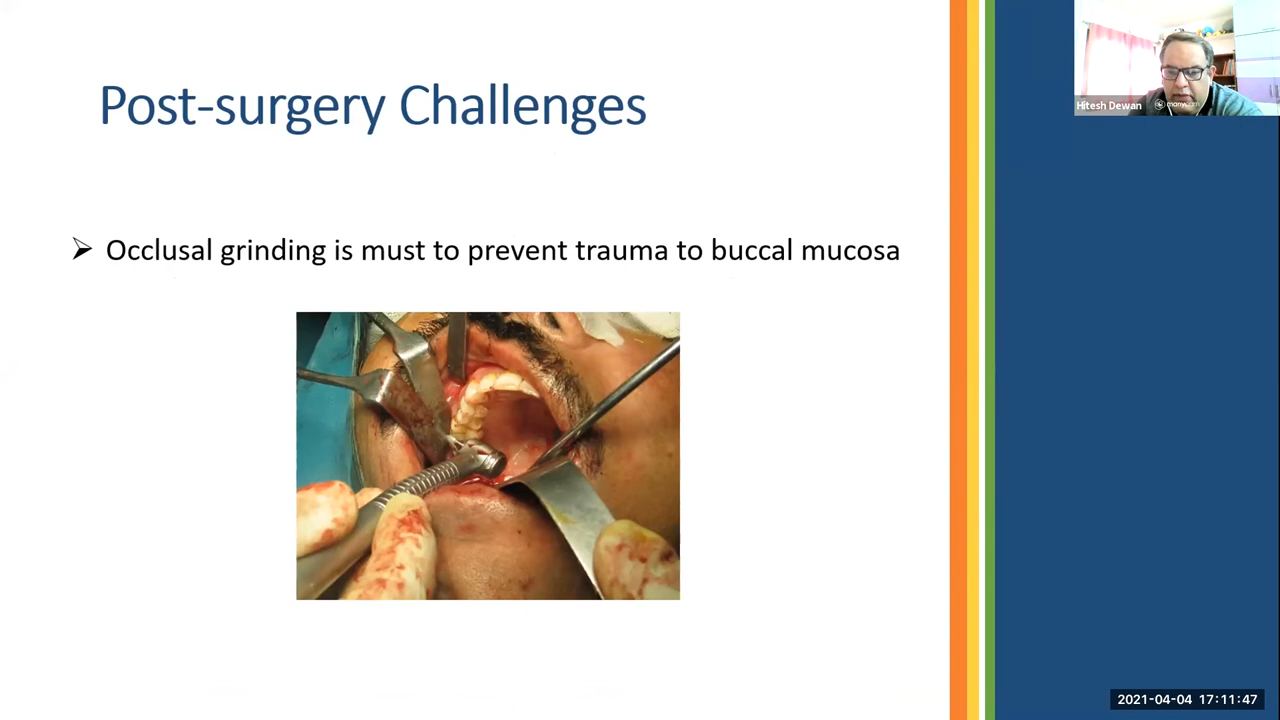 Post-surgery Challenges
Occlusal grinding is must to prevent trauma to buccal mucosa
Hitesh Dewan
manycam
2021-04-04 17:11:47